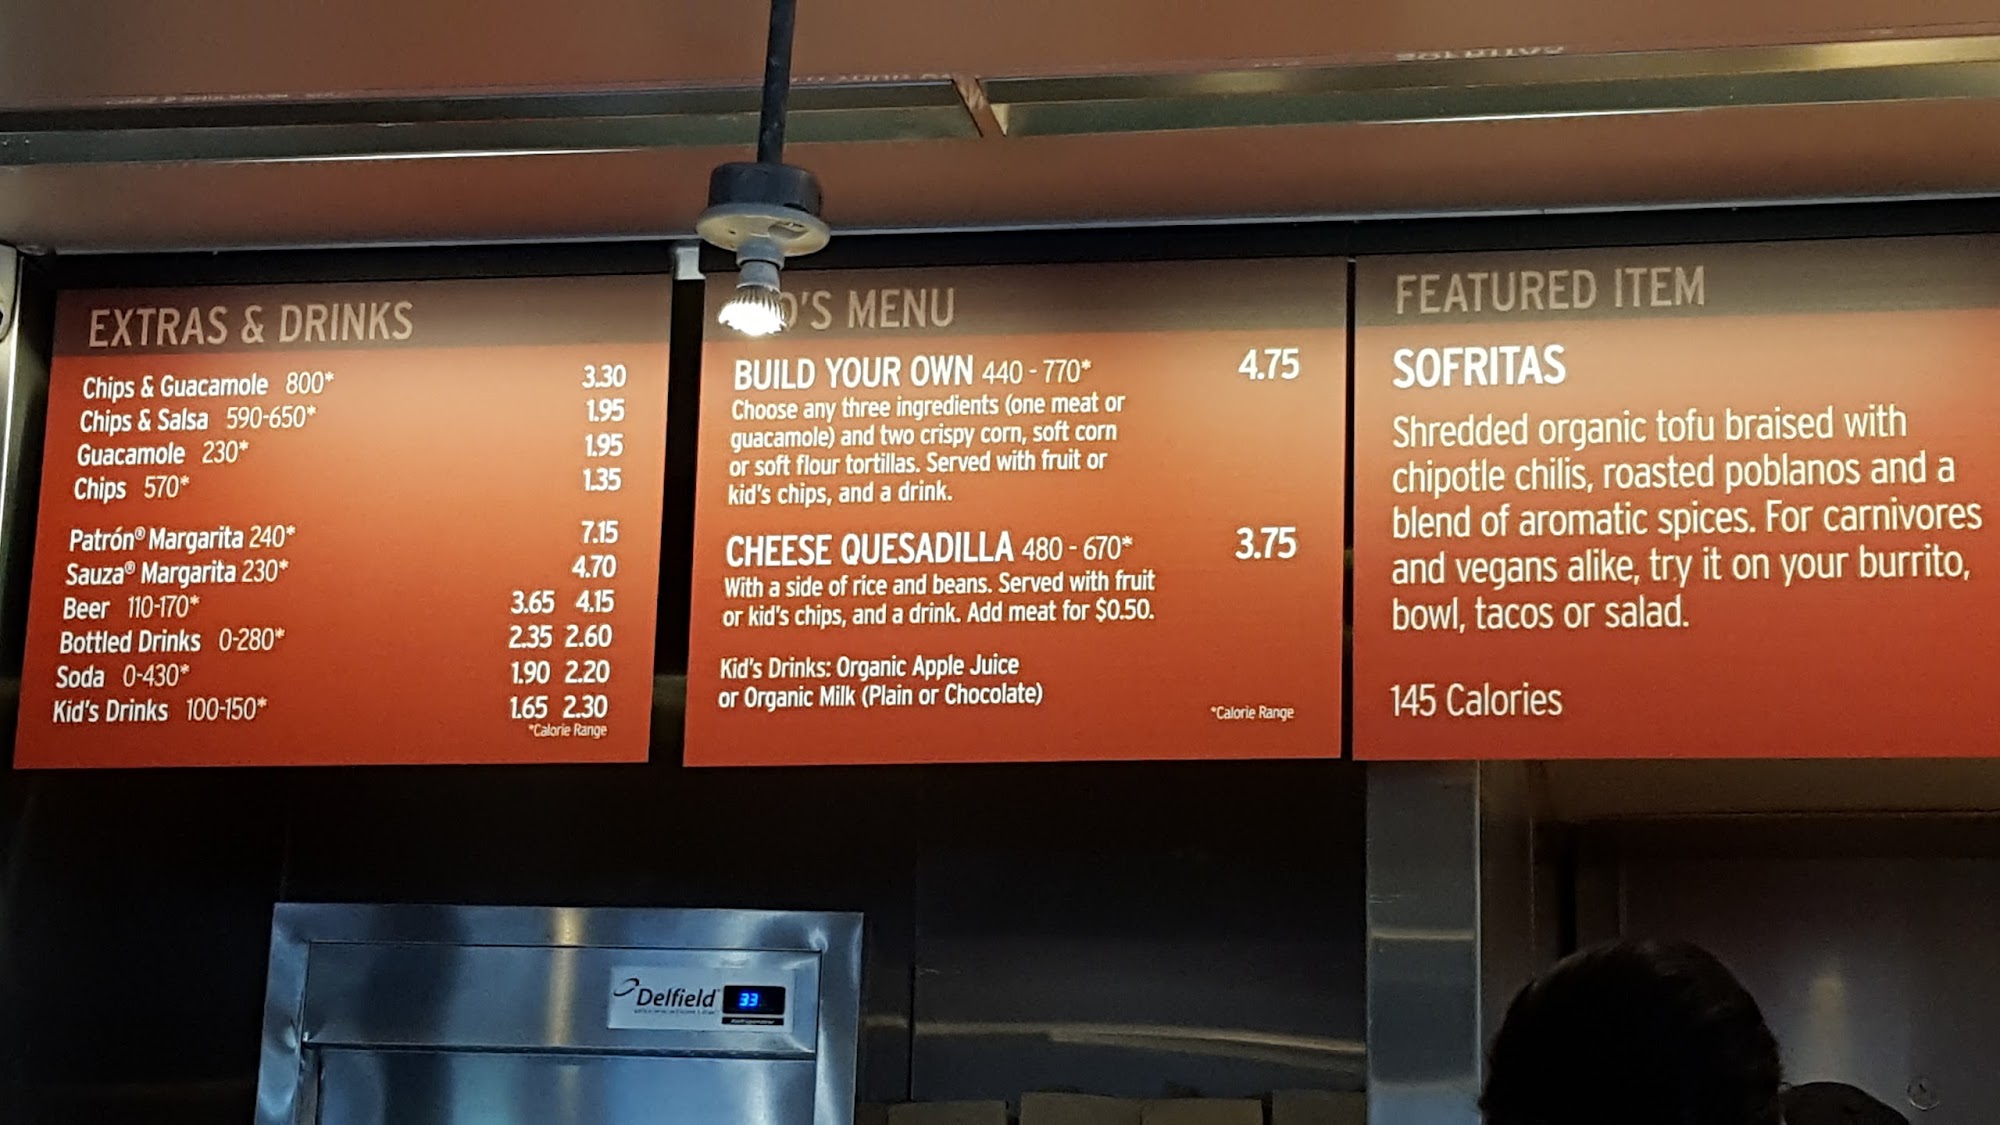 EXTRAS & DRINKS
Chips & Guacamole 800* 3.30
Chips & Salsa 590-650* 1.95
Guacamole 230* 1.95
Chips 570* 1.35
Patrón® Margarita 240* 7.15
Sauza® Margarita 230* 4.70
Beer 110-170* 3.65 4.15
Bottled Drinks 0-280* 2.35 2.60
Soda 0-430* 1.90 2.20
Kid's Drinks 100-150* 1.65 2.30
*Calorie Range
D'S MENU
BUILD YOUR OWN 440 - 770* 4.75
Choose any three ingredients (one meat or
guacamole) and two crispy corn, soft corn
or soft flour tortillas. Served with fruit or
kid's chips, and a drink.
CHEESE QUESADILLA 480 - 670* 3.75
With a side of rice and beans. Served with fruit
or kid's chips, and a drink. Add meat for $0.50.
Kid's Drinks: Organic Apple Juice
or Organic Milk (Plain or Chocolate)
*Calorie Range
FEATURED ITEM
SOFRITAS
Shredded organic tofu braised with
chipotle chilis, roasted poblanos and a
blend of aromatic spices. For carnivores
and vegans alike, try it on your burrito,
bowl, tacos or salad.
145 Calories
Delfield 33